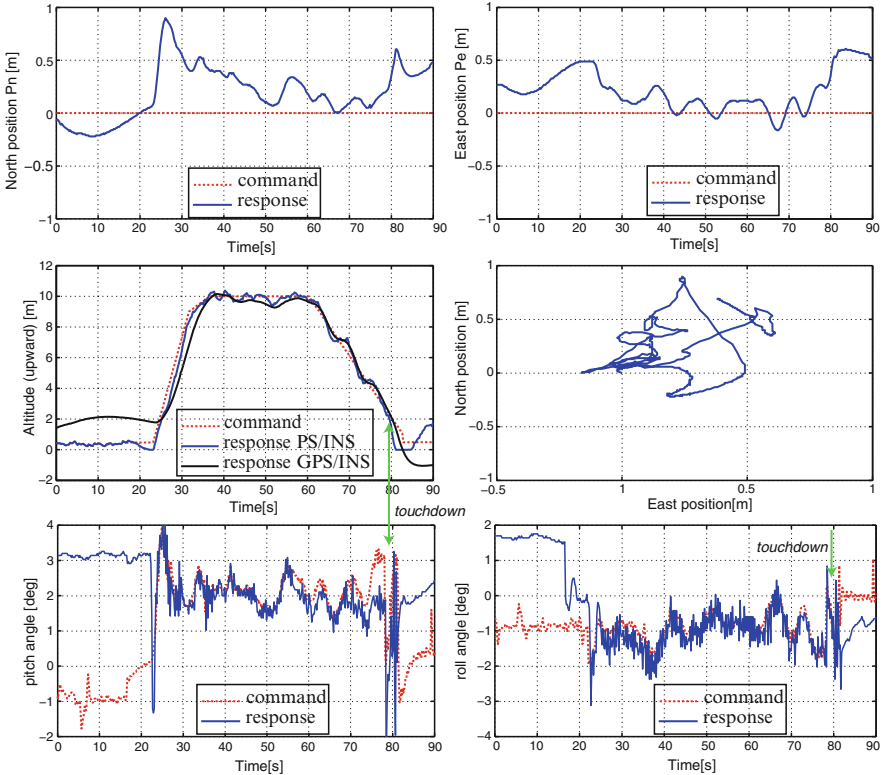 1
0.5
0
−0.5
−1
North position Pn [m]
command
response
0 10 20 30 40 50 60 70 80 90
Time[s]
1
0.5
0
−0.5
−1
East position Pe [m]
command
response
0 10 20 30 40 50 60 70 80 90
Time[s]
12
10
8
6
4
2
0
−2
Altitude (upward) [m]
command
response PS/INS
response GPS/INS
0 10 20 30 40 50 60 70 80 90
Time[s]
touchdown
1
0.5
0
−0.5
1
North position [m]
−0.5 1 0.5 1
East position[m]
4
3
2
1
0
−1
−2
pitch angle [deg]
command
response
0 10 20 30 40 50 60 70 80 90
Time[s]
2
1
0
−1
−2
−3
−4
roll angle [deg]
touchdown
command
response
0 10 20 30 40 50 60 70 80 90
Time[s]